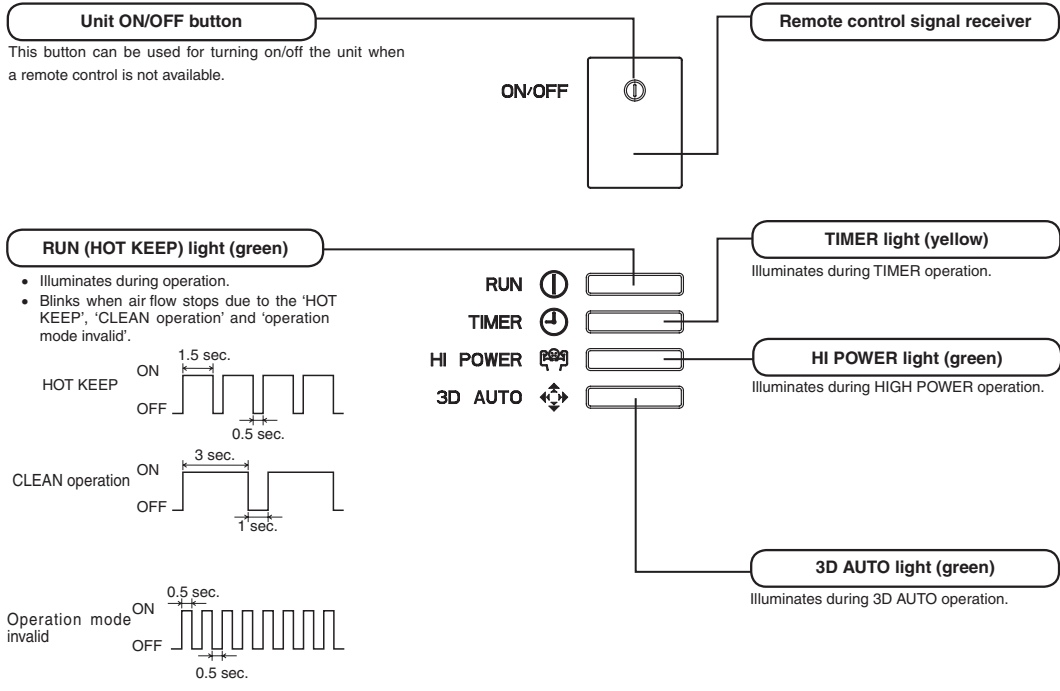 Unit ON/OFF button
This button can be used for turning on/off the unit when
a remote control is not available.
Remote control signal receiver
ON/OFF
RUN (HOT KEEP) light (green)
• Illuminates during operation.
• Blinks when air flow stops due to the ‘HOT
KEEP’, ‘CLEAN operation’ and ‘operation
mode invalid’.
HOT KEEP
ON
OFF
1.5 sec.
0.5 sec.
CLEAN operation
ON
OFF
3 sec.
1 sec.
Operation mode
invalid
ON
OFF
0.5 sec.
0.5 sec.
RUN
TIMER
HI POWER
3D AUTO
TIMER light (yellow)
Illuminates during TIMER operation.
HI POWER light (green)
Illuminates during HIGH POWER operation.
3D AUTO light (green)
Illuminates during 3D AUTO operation.